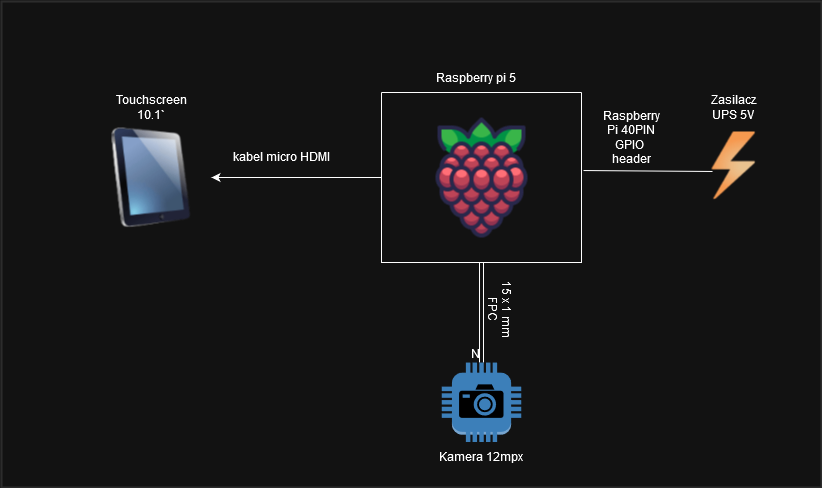 Raspberry pi 5
Touchscreen
10.1`
Zasilacz
UPS 5V
Raspberry
Pi 40PIN
GPIO
header
kabel micro HDMI
15 x 1 mm
FPC
N
Kamera 12mpx